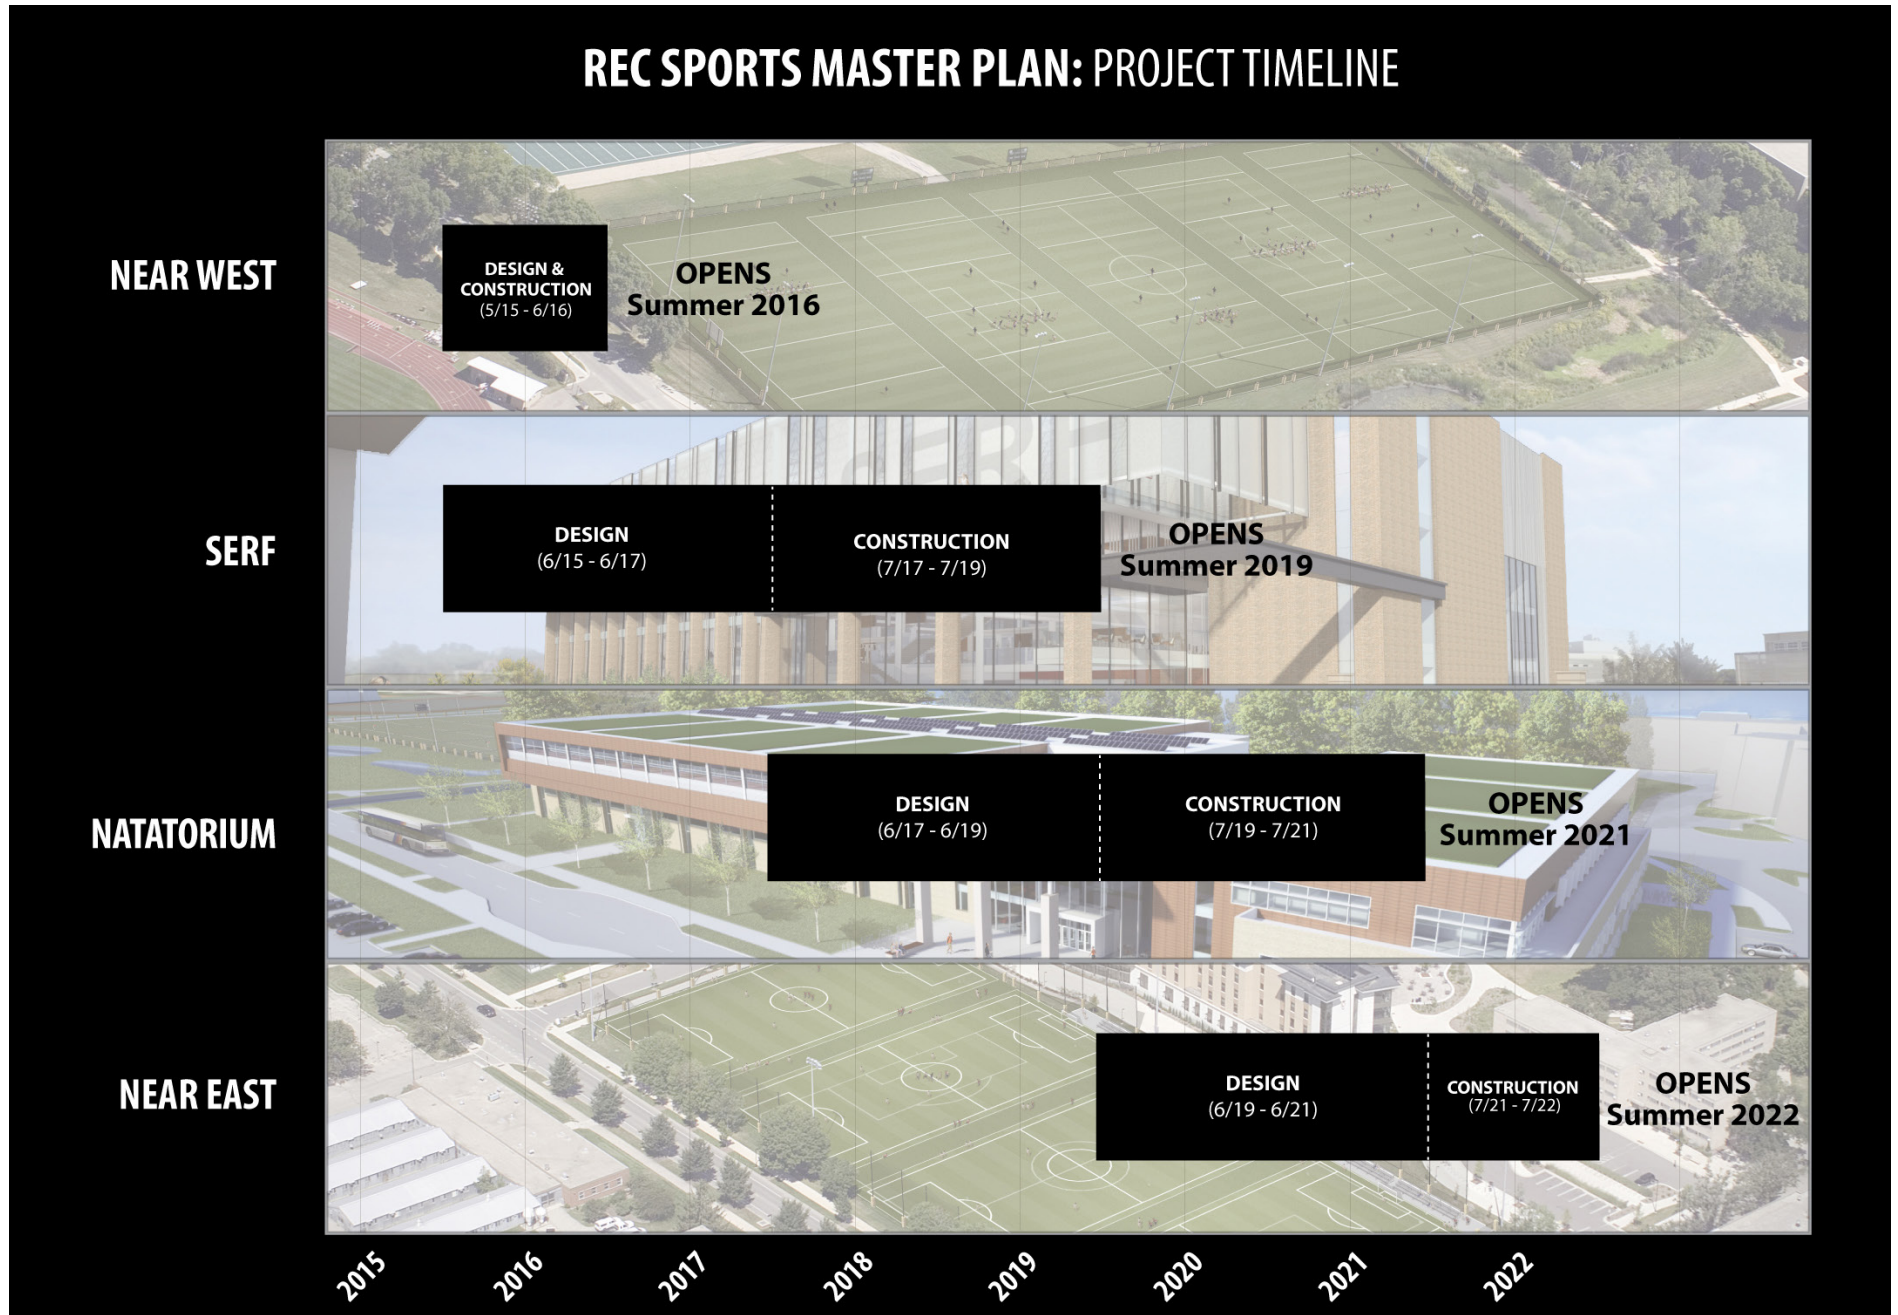 REC SPORTS MASTER PLAN: PROJECT TIMELINE
NEAR WEST
DESIGN &
CONSTRUCTION
(5/15 - 6/16)
OPENS
Summer 2016
SERF
DESIGN
(6/15 - 6/17)
CONSTRUCTION
(7/17 - 7/19)
OPENS
Summer 2019
SERF
NATATORIUM
DESIGN
(6/17 - 6/19)
CONSTRUCTION
(7/19 - 7/21)
OPENS
Summer 2021
NEAR EAST
DESIGN
(6/19 - 6/21)
CONSTRUCTION
(7/21 - 7/22)
OPENS
Summer 2022
2015
2016
2017
2018
2019
2020
2021
2022